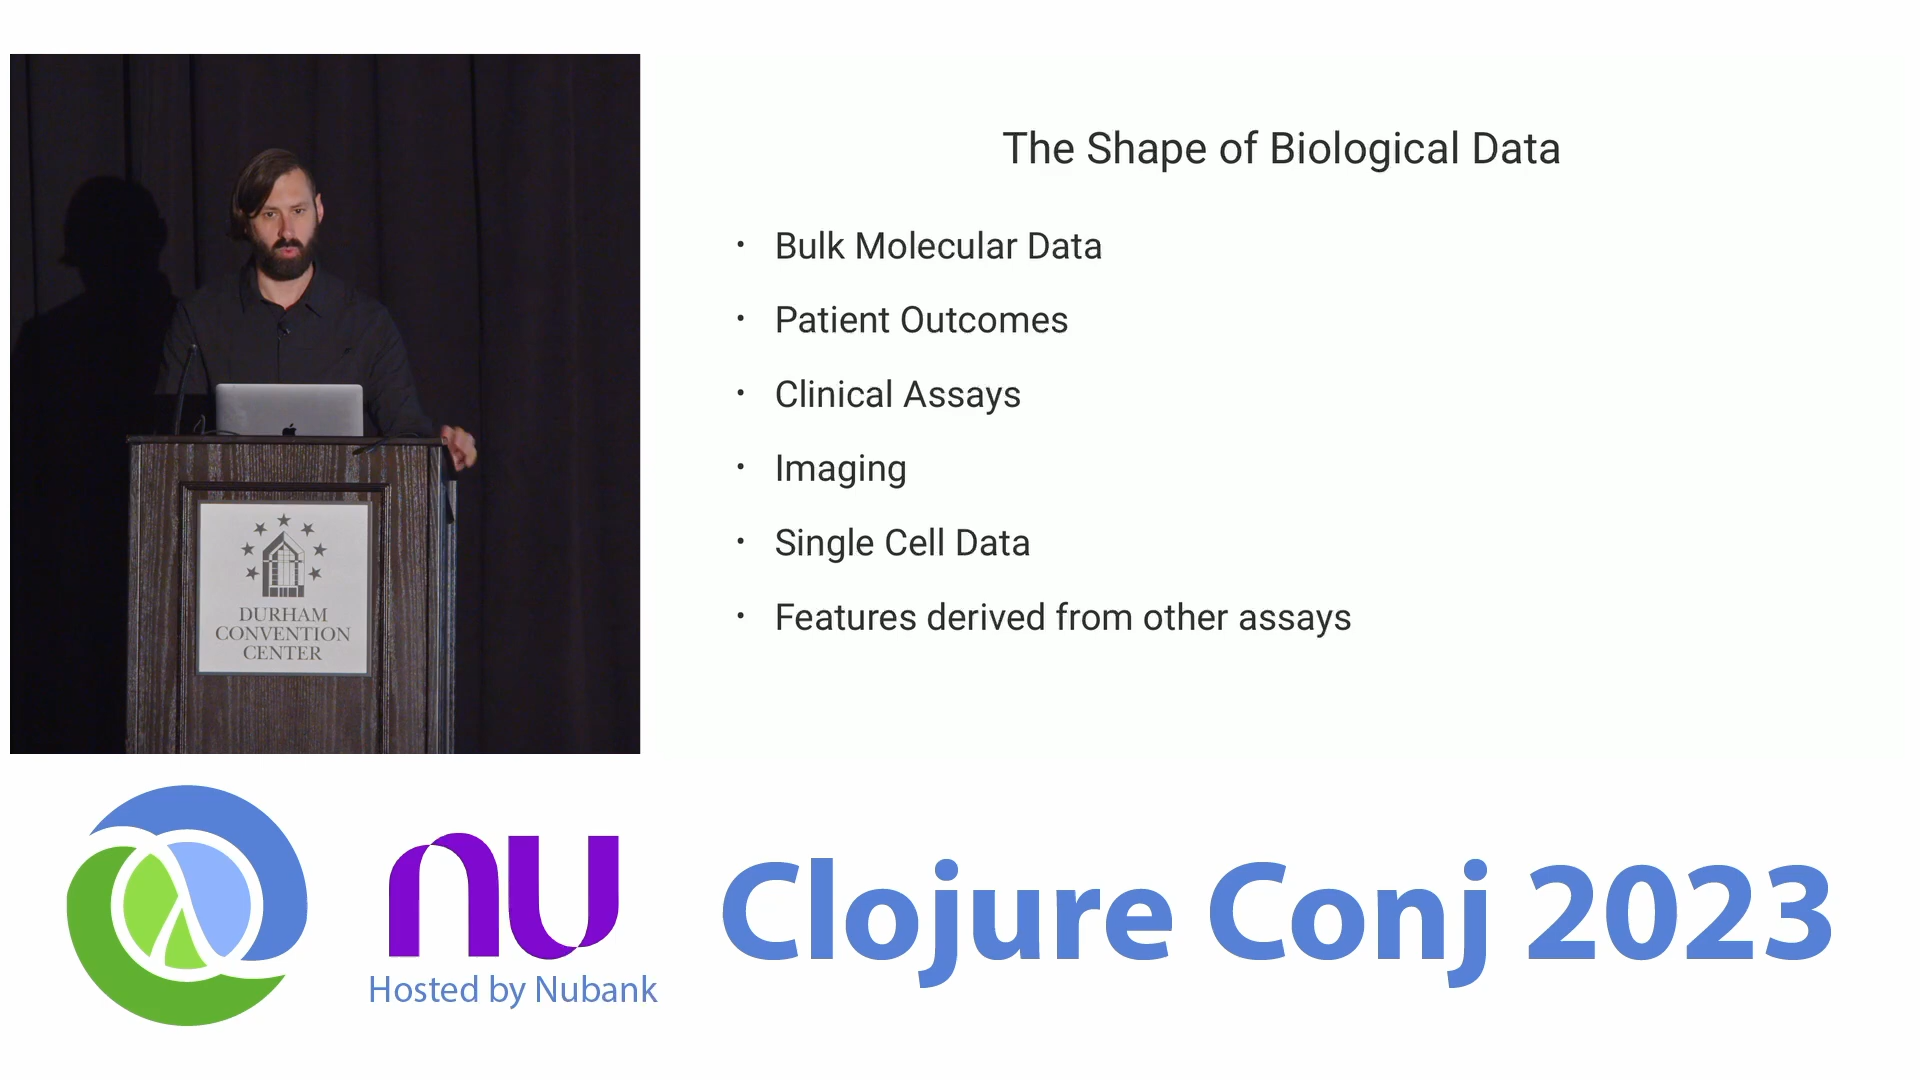 The Shape of Biological Data
• Bulk Molecular Data
• Patient Outcomes
• Clinical Assays
• Imaging
• Single Cell Data
• Features derived from other assays
DURHAM
CONVENTION
CENTER
nu
Hosted by Nubank
Clojure Conj 2023